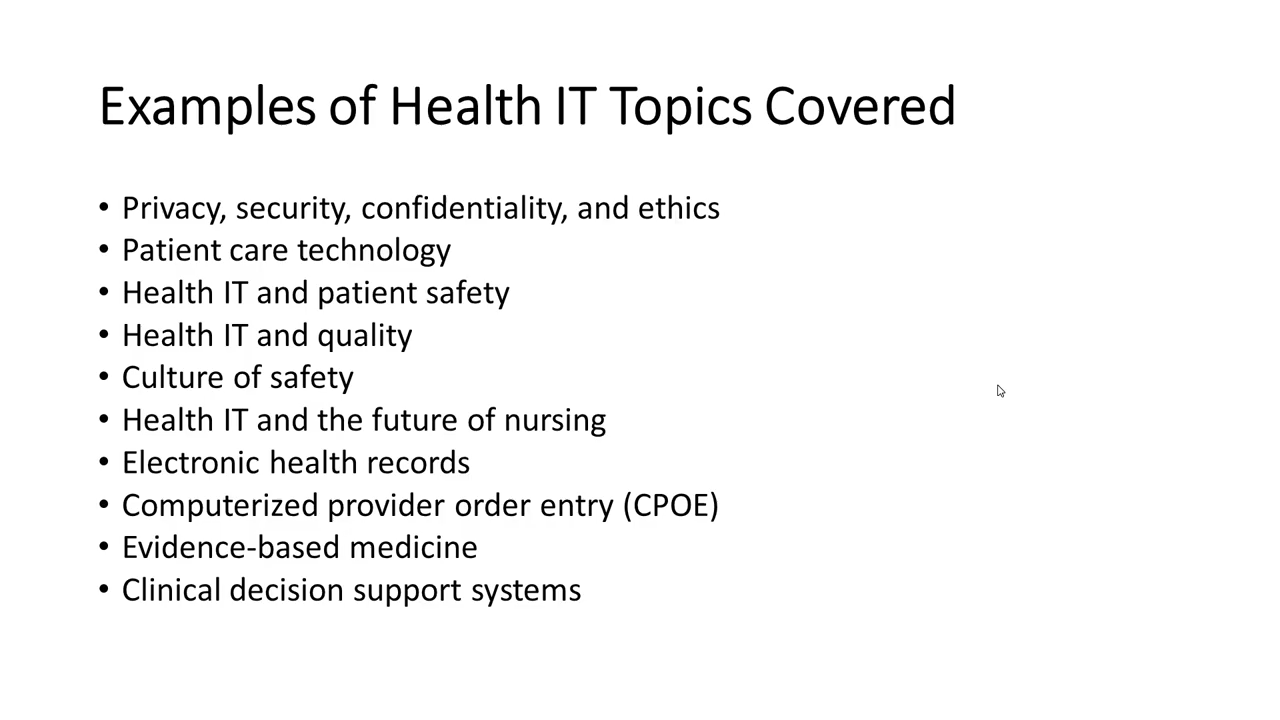 Examples of Health IT Topics Covered
• Privacy, security, confidentiality, and ethics
• Patient care technology
• Health IT and patient safety
• Health IT and quality
• Culture of safety
• Health IT and the future of nursing
• Electronic health records
• Computerized provider order entry (CPOE)
• Evidence-based medicine
• Clinical decision support systems